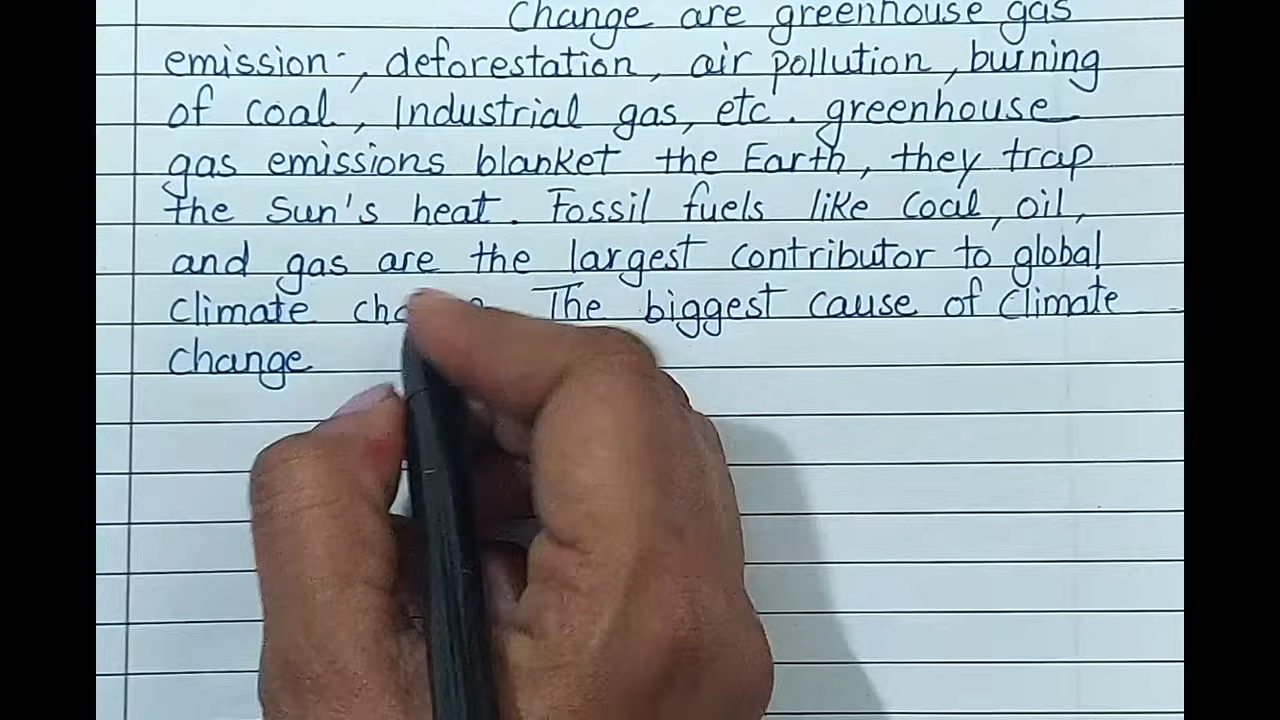 Change are greenhouse gas
emission , deforestation, air pollution, burning
of coal, Industrial gas, etc. greenhouse
gas emissions blanket the Earth, they trap
the Sun's heat. Fossil fuels like Coal, oil,
and gas are the largest contributor to global
climate The biggest cause of Climate
change